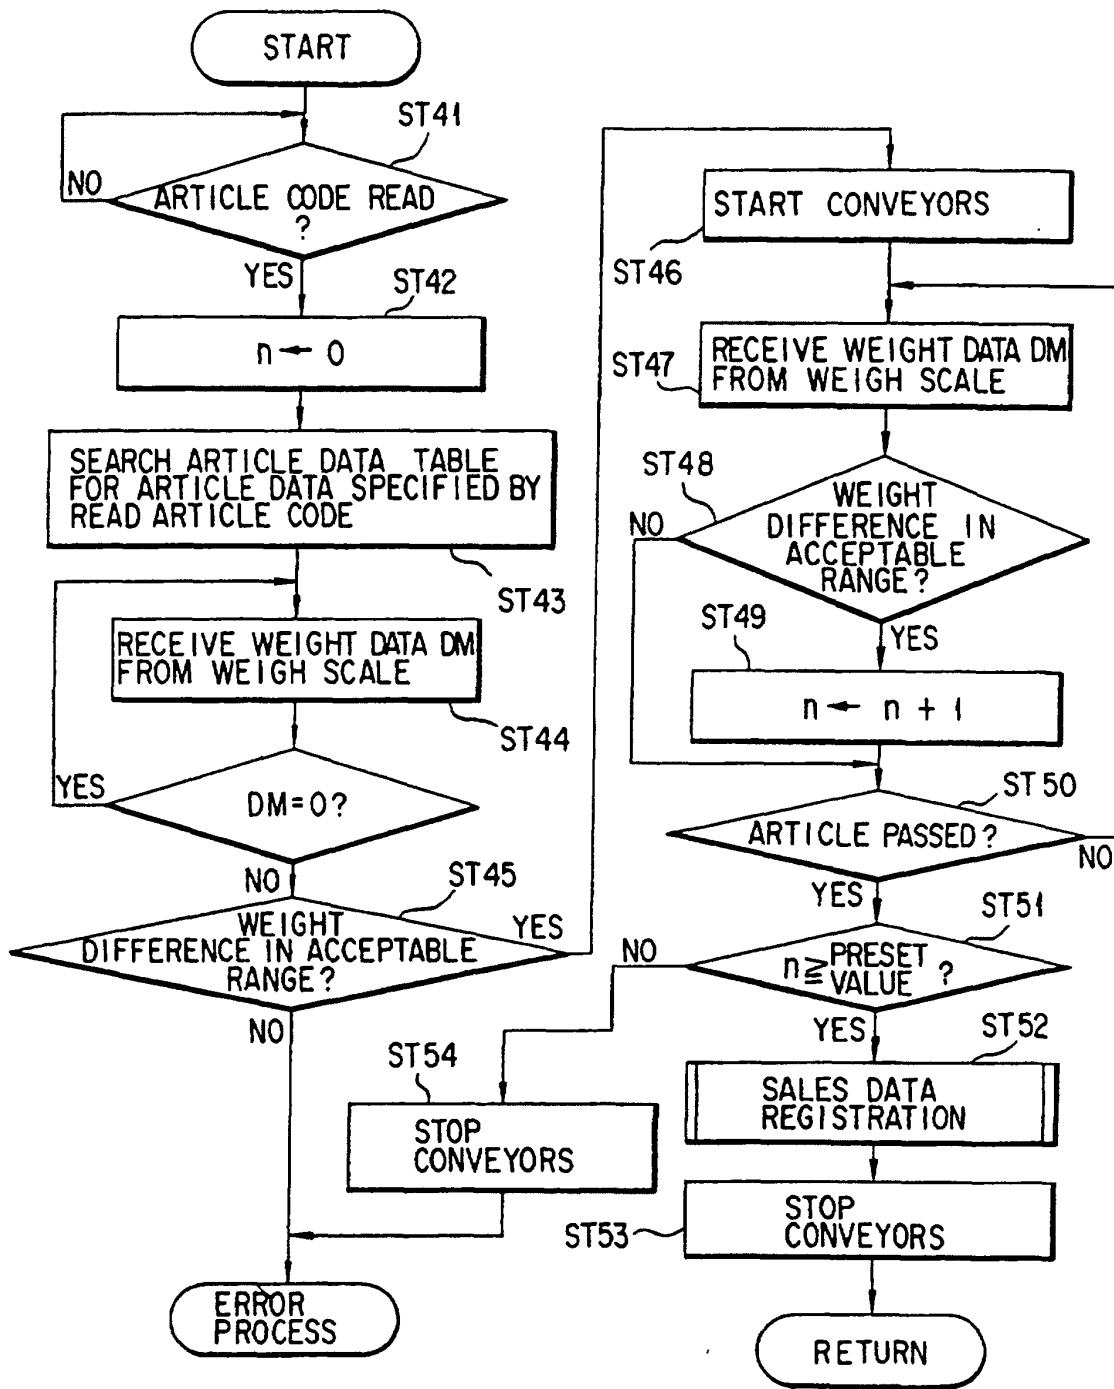 START
ST41
NO
ARTICLE CODE READ
?
YES
ST42
n ← 0
SEARCH ARTICLE DATA TABLE
FOR ARTICLE DATA SPECIFIED BY
READ ARTICLE CODE
ST43
RECEIVE WEIGHT DATA DM
FROM WEIGH SCALE
ST44
YES
DM=0?
NO
ST45
WEIGHT
DIFFERENCE IN ACCEPTABLE
RANGE?
YES
NO
ST54
STOP
CONVEYORS
ERROR
PROCESS
START CONVEYORS
ST46
RECEIVE WEIGHT DATA DM
FROM WEIGH SCALE
ST47
ST48
WEIGHT
DIFFERENCE IN
ACCEPTABLE
RANGE?
NO
YES
ST49
n ← n + 1
ST50
ARTICLE PASSED?
NO
YES
ST51
n ≧ PRESET
VALUE ?
NO
YES
ST52
SALES DATA
REGISTRATION
STOP
CONVEYORS
ST53
RETURN